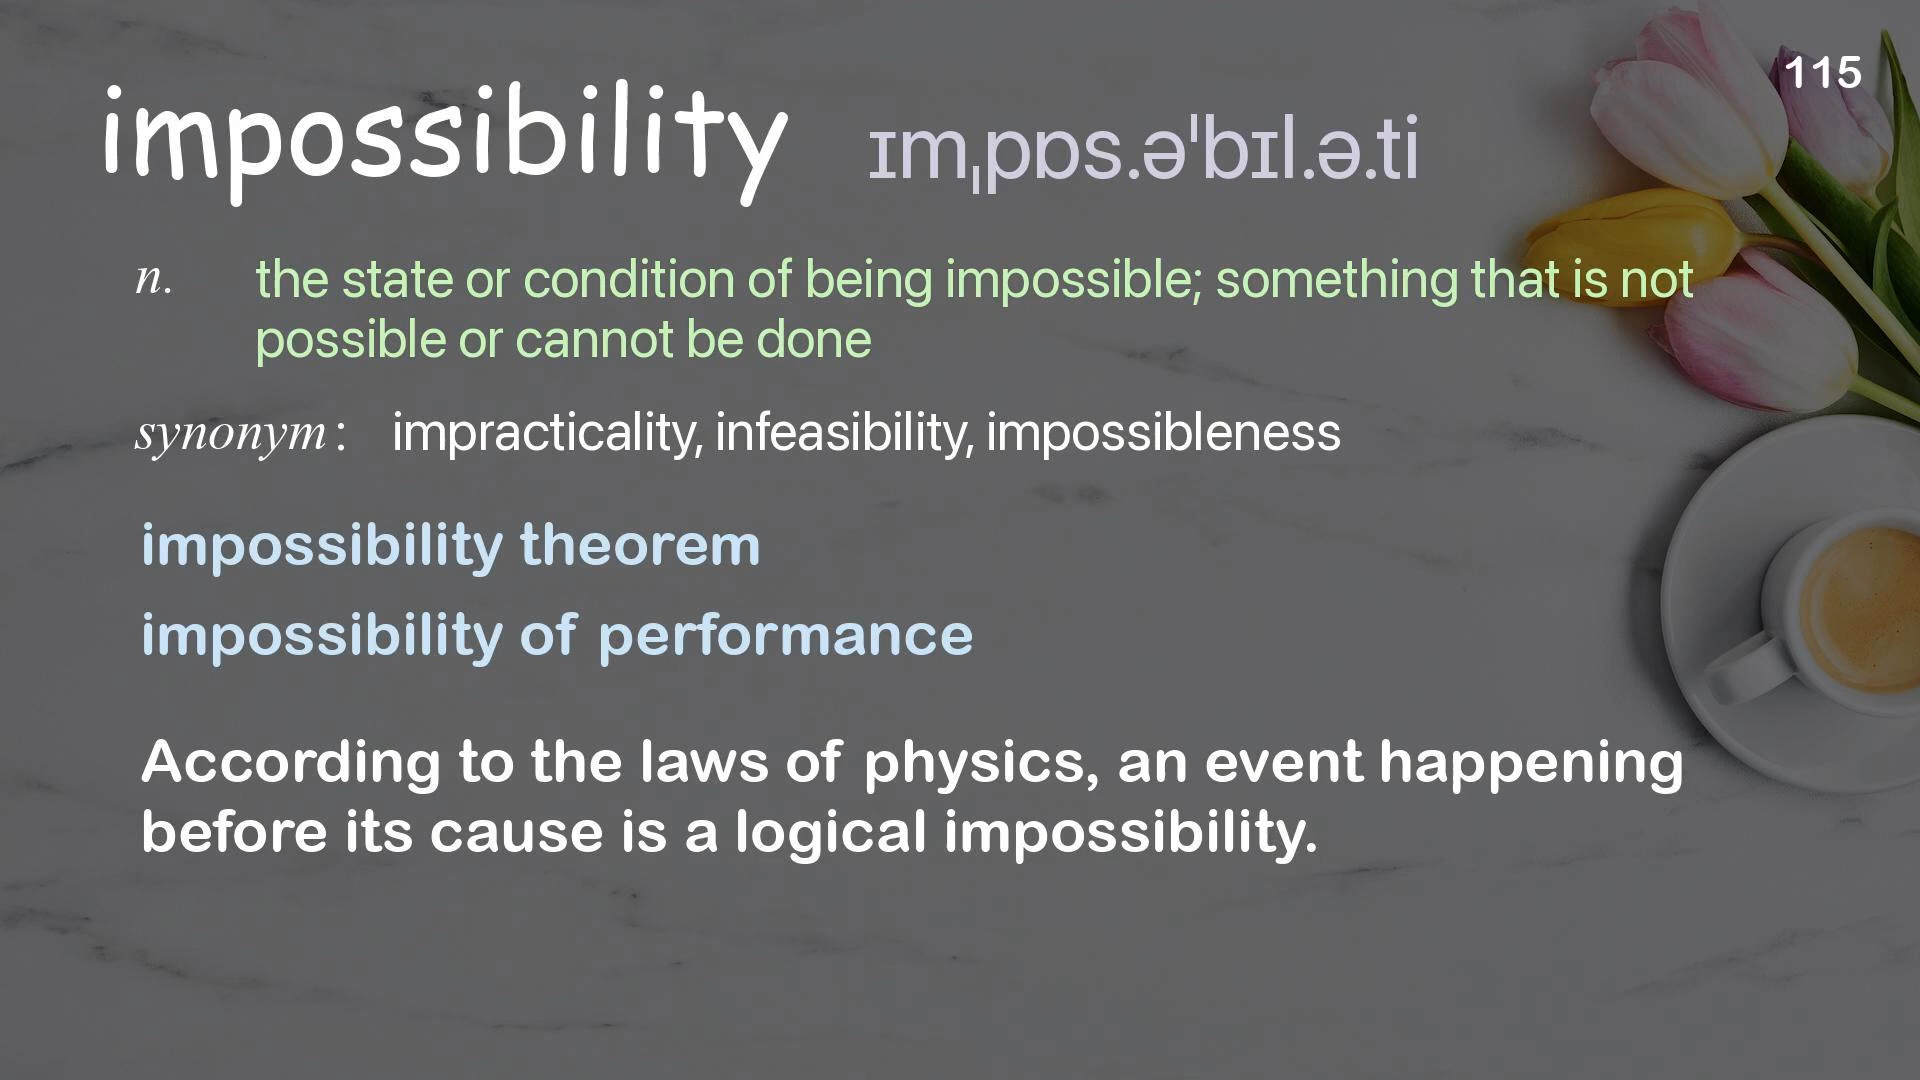 115
impossibility ɪmˌpɒs.əˈbɪl.ə.ti
n. the state or condition of being impossible; something that is not
possible or cannot be done
synonym: impracticality, infeasibility, impossibleness
impossibility theorem
impossibility of performance
According to the laws of physics, an event happening
before its cause is a logical impossibility.